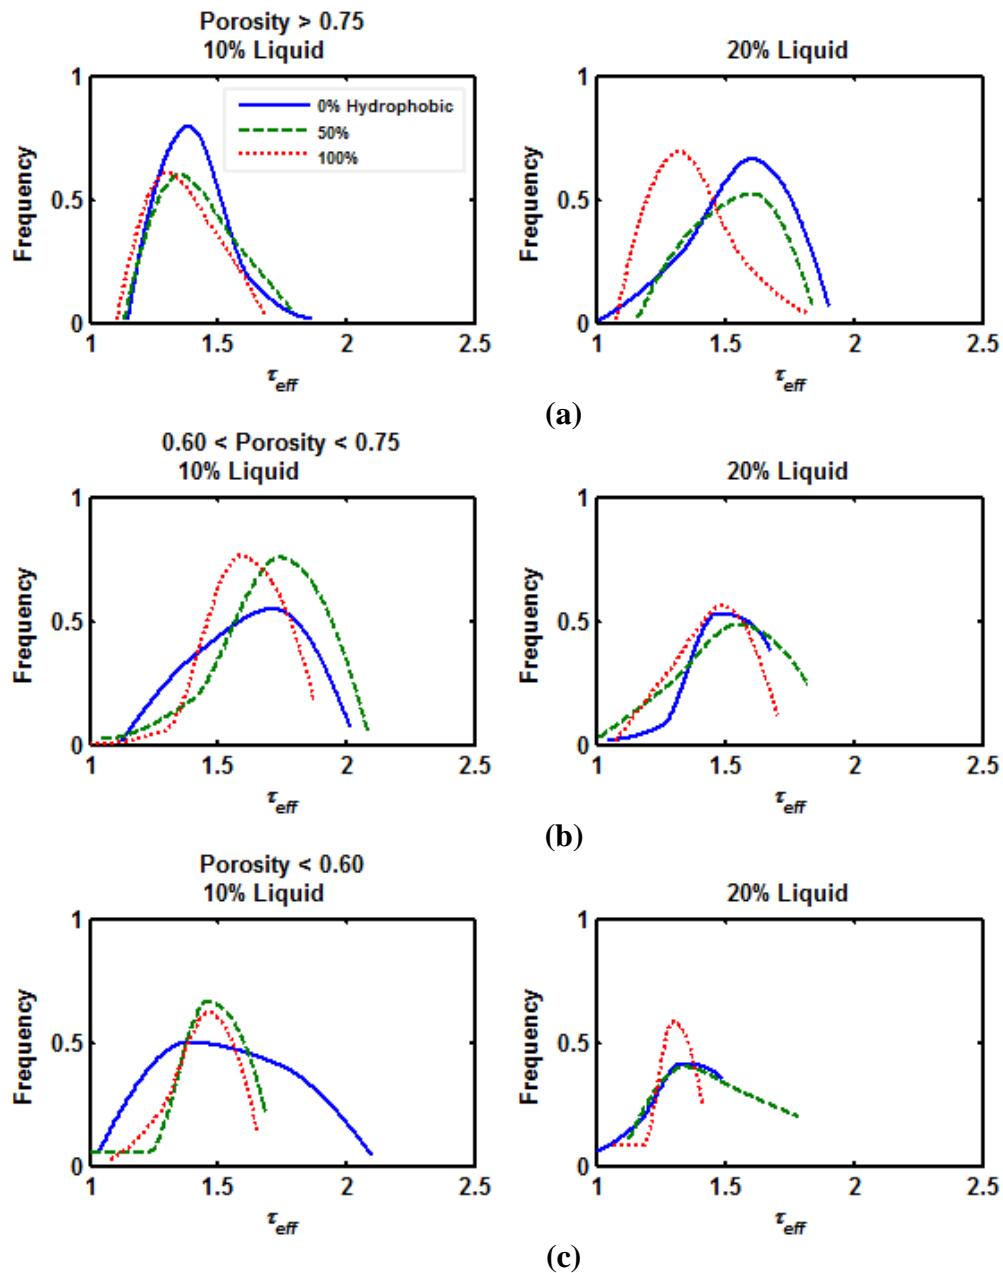 Porosity > 0.75
10% Liquid
20% Liquid
1
0.5
0
Frequency
0% Hydrophobic
50%
100%
1
1.5
2
2.5
τeff
1
0.5
0
Frequency
1
1.5
2
2.5
τeff
(a)
0.60 < Porosity < 0.75
10% Liquid
20% Liquid
1
0.5
0
Frequency
1
1.5
2
2.5
τeff
1
0.5
0
Frequency
1
1.5
2
2.5
τeff
(b)
Porosity < 0.60
10% Liquid
20% Liquid
1
0.5
0
Frequency
1
1.5
2
2.5
τeff
1
0.5
0
Frequency
1
1.5
2
2.5
τeff
(c)